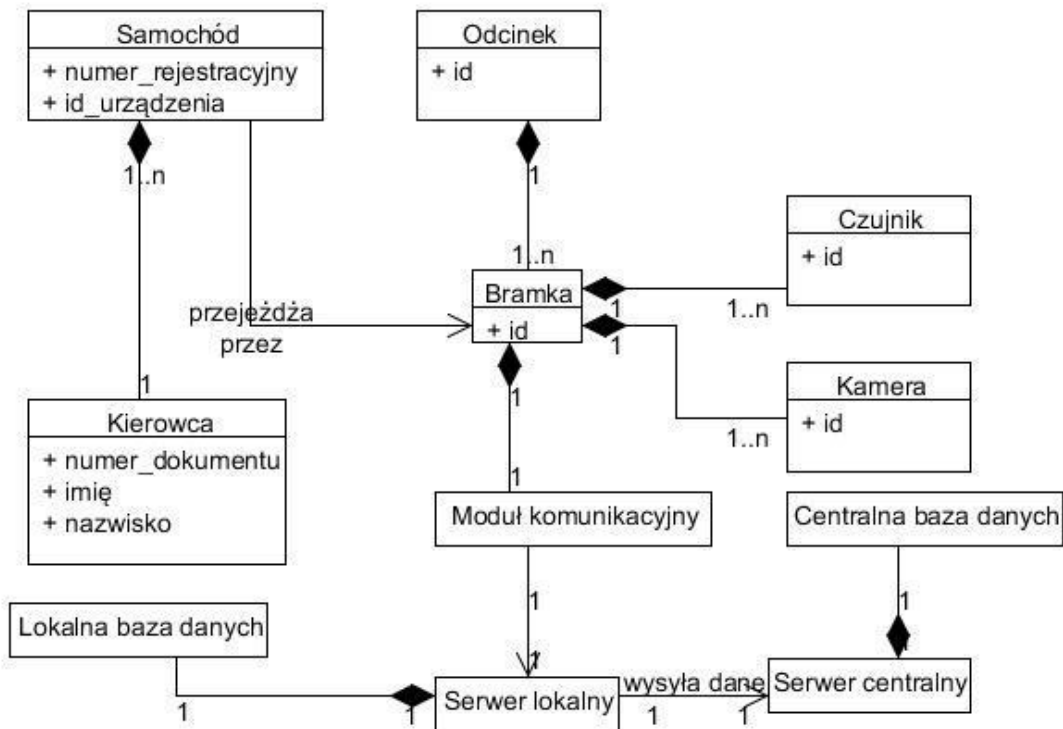 Samochód
+ numer_rejestracyjny
+ id_urządzenia
1..n
1
Odcinek
+ id
1
1..n
Czujnik
+ id
Bramka
+ id
1
1..n
1
1..n
przejeżdża
przez
Kamera
+ id
Kierowca
+ numer_dokumentu
+ imię
+ nazwisko
1
1
Moduł komunikacyjny
Centralna baza danych
1
1
1
1
Lokalna baza danych
1
1
Serwer lokalny
wysyła dane
1
1
Serwer centralny